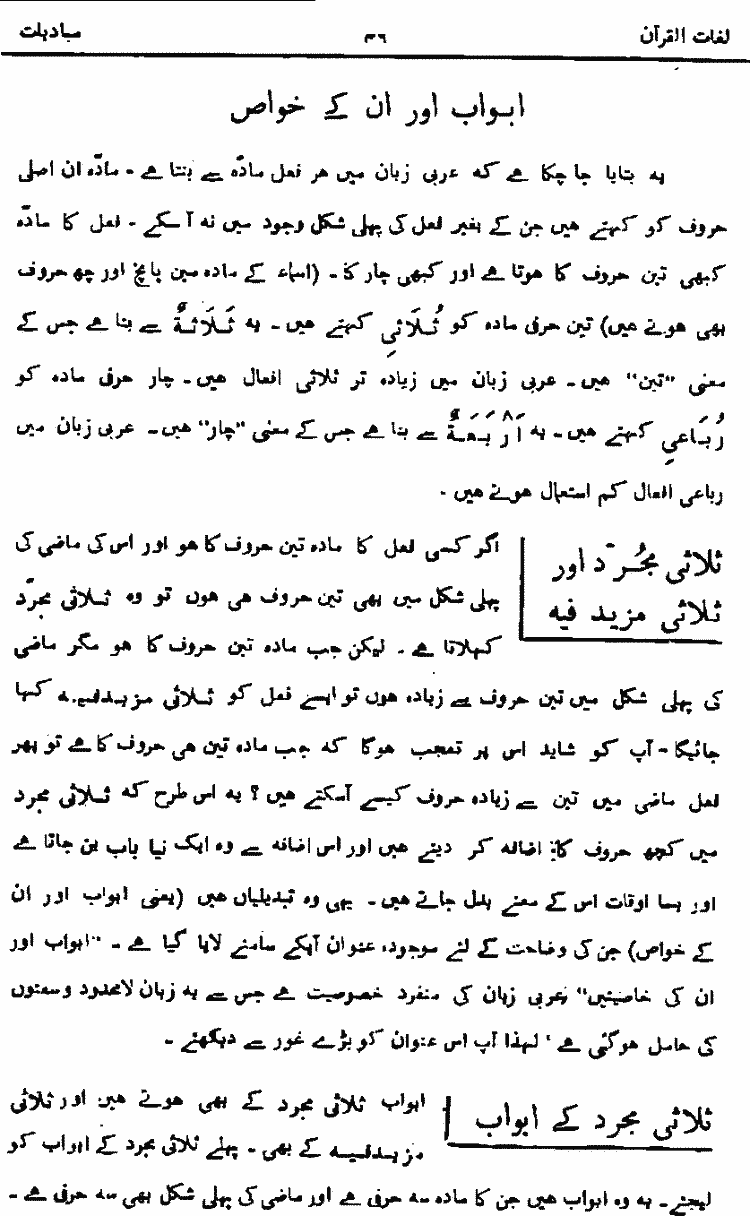 لغات القرآن ۳۶ مبادیات
ابواب اور ان کے خواص
یہ بتایا جا چکا ہے کہ عربی زبان میں ہر فعل مادّہ سے بنتا ہے ۔ مادّہ ان اصلی
حروف کو کہتے ہیں جن کے بغیر فعل کی پہلی شکل وجود میں نہ آ سکے ۔ فعل کا مادّہ
کبھی تین حروف کا ہوتا ہے اور کبھی چار کا ۔ (اسماء کے مادہ میں پانچ اور چھ حروف
بھی ہوتے ہیں) تین حرفی مادہ کو ثُلَاثِی کہتے ہیں ۔ یہ ثَلَاثَةٌ سے بنا ہے جس کے
معنی ”تین“ ہیں ۔ عربی زبان میں زیادہ تر ثلاثی افعال ہیں ۔ چار حرفی مادہ کو
رُبَاعِی کہتے ہیں ۔ یہ اَرْبَعَةٌ سے بنا ہے جس کے معنی ”چار“ ہیں ۔ عربی زبان میں
رباعی افعال کم استعمال ہوتے ہیں ۔
ثلاثی مجُرّد اور
ثلاثی مزید فیه
اگر کسی فعل کا مادہ تین حروف کا ہو اور اس کی ماضی کی
پہلی شکل میں بھی تین حروف ہی ہوں تو وہ ثلاثی مجرّد
کہلاتا ہے ۔ لیکن جب مادہ تین حروف کا ہو مگر ماضی
کی پہلی شکل میں تین حروف سے زیادہ ہوں تو ایسے فعل کو ثلاثی مزیدفیہ کہا
جائیگا ۔ آپ کو شاید اس پر تعجب ہوگا کہ جب مادہ تین ہی حروف کا ہے تو پھر
فعل ماضی میں تین سے زیادہ حروف کیسے آسکتے ہیں ؟ یہ اس طرح کہ ثلاثی مجرد
میں کچھ حروف کا اضافہ کر دیتے ہیں اور اس اضافہ سے وہ ایک نیا باب بن جاتا ہے
اور بسا اوقات اس کے معنے بدل جاتے ہیں ۔ یہی وہ تبدیلیاں ہیں (یعنی ابواب اور ان
کے خواص) جن کی وضاحت کے لئے موجودہ عنوان آپکے سامنے لایا گیا ہے ۔ ”ابواب اور
ان کی خاصیتیں“ عربی زبان کی منفرد خصوصیت ہے جس سے یہ زبان لامحدود وسعتوں
کی حامل ہوگئی ہے ' لہذا آپ اس عنوان کو بڑے غور سے دیکھئے ۔
ثلاثی مجرد کے ابواب
ابواب ثلاثی مجرد کے بھی ہوتے ہیں اور ثلاثی
مزیدفیہ کے بھی ۔ پہلے ثلاثی مجرد کے ابواب کو
لیجئے ۔ یہ وہ ابواب ہیں جن کا مادہ سه حرفی ہے اور ماضی کی پہلی شکل بھی سه حرفی ہے ۔